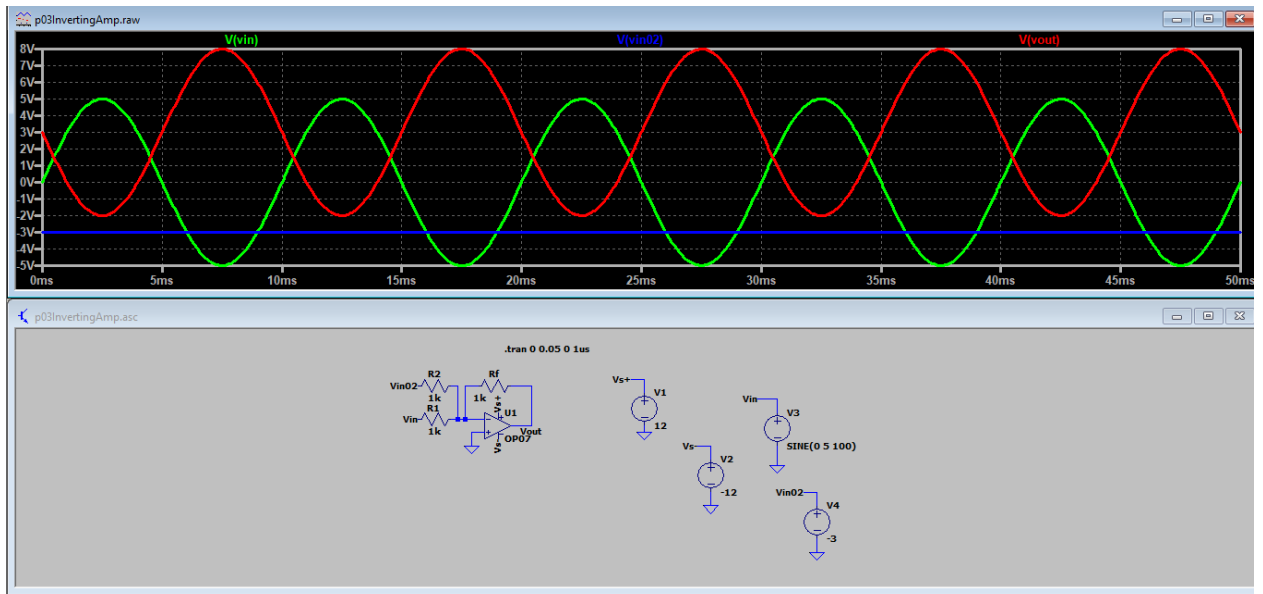 p03InvertingAmp.raw
V(vin) V(vin02) V(vout)
8V
7V
6V
5V
4V
3V
2V
1V
0V
-1V
-2V
-3V
-4V
-5V
0ms 5ms 10ms 15ms 20ms 25ms 30ms 35ms 40ms 45ms 50ms
p03InvertingAmp.asc
.tran 0 0.05 0 1us
R2 Rf
Vin02 1k 1k Vs+
R1 U1
Vin 1k Vout
Vs- OP07
Vs+ V1
12
Vs- V2
-12
Vin V3
SINE(0 5 100)
Vin02 V4
-3